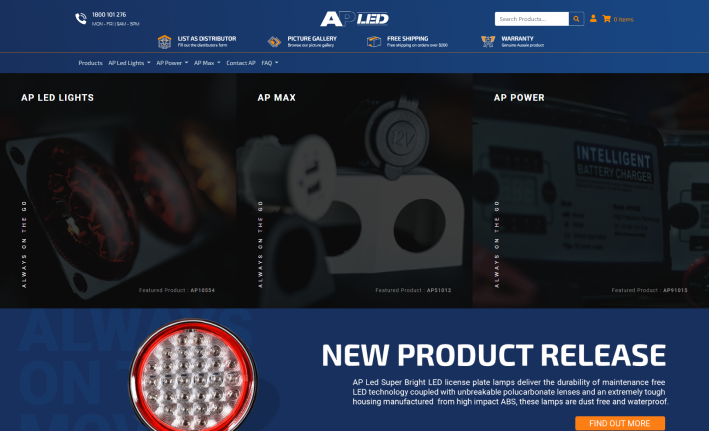 1800 101 276
MON - FRI | 9AM - 5PM
AP LED
Search Products...
0 items
LIST AS DISTRIBUTOR
Fill out the distributors form
PICTURE GALLERY
Browse our picture gallery
FREE SHIPPING
Free shipping on orders over $200
WARRANTY
Genuine Aussie product
Products AP Led Lights AP Power AP Max Contact AP FAQ
AP LED LIGHTS
ALWAYS ON THE GO
Featured Product : AP10554
AP MAX
12V
ALWAYS ON THE GO
Featured Product : AP51012
AP POWER
INTELLIGENT
BATTERY CHARGER
ALWAYS ON THE GO
Featured Product : AP91015
ALWAYS
ON T
MOV
NEW PRODUCT RELEASE
AP Led Super Bright LED license plate lamps deliver the durability of maintenance free
LED technology coupled with unbreakable polucarbonate lenses and an extremely tough
housing manufactured from high impact ABS, these lamps are dust free and waterproof.
FIND OUT MORE